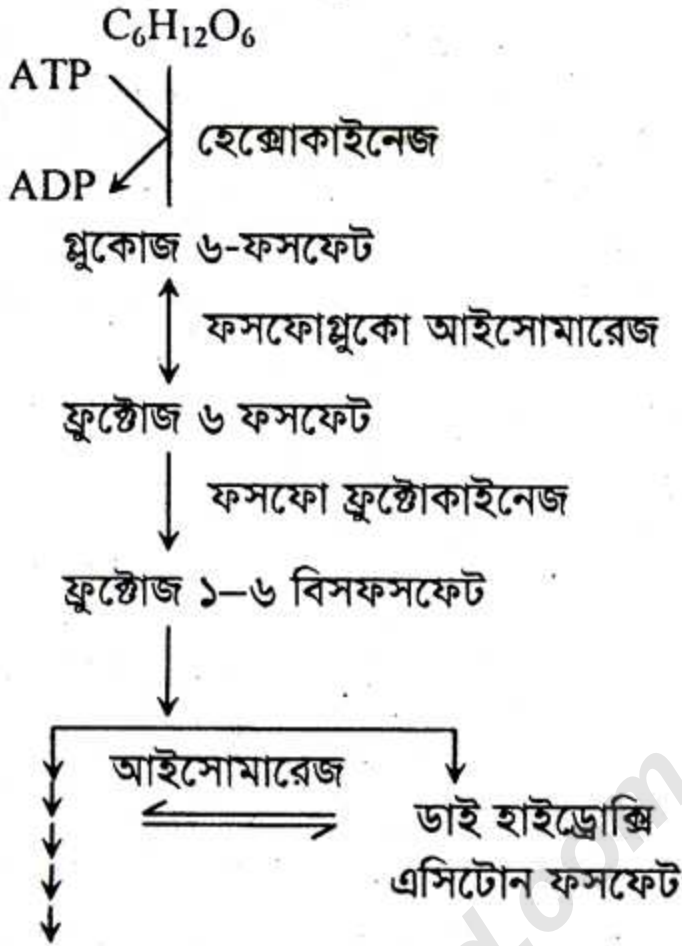 C₆H₁₂O₆
ATP
হেক্সোকাইনেজ
ADP
গ্লুকোজ ৬-ফসফেট
ফসফোগ্লুকো আইসোমারেজ
ফ্রুক্টোজ ৬ ফসফেট
ফসফো ফ্রুক্টোকাইনেজ
ফ্রুক্টোজ ১–৬ বিসফসফেট
আইসোমারেজ
ডাই হাইড্রোক্সি
এসিটোন ফসফেট